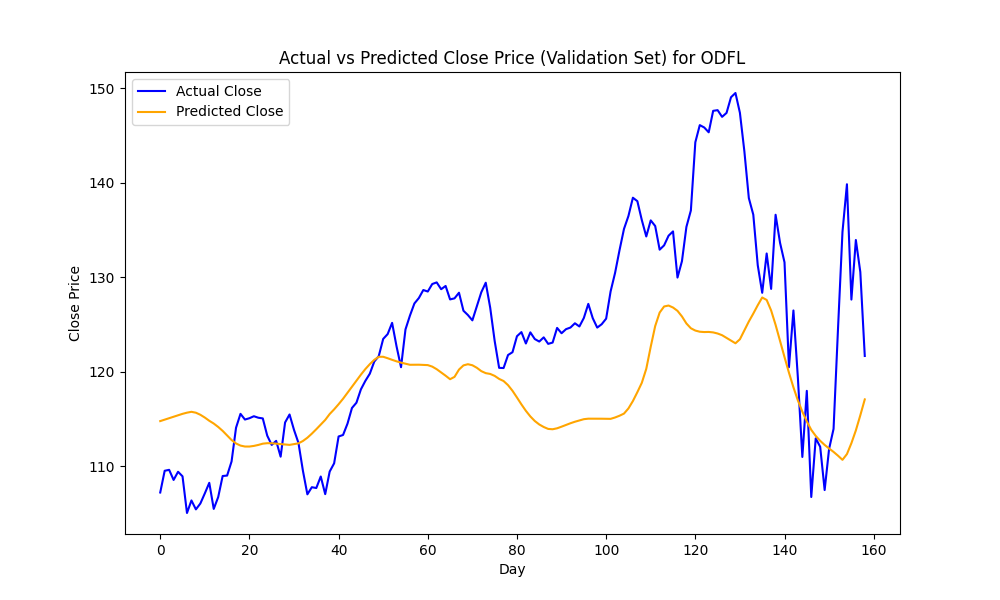 Actual vs Predicted Close Price (Validation Set) for ODFL
Actual Close
Predicted Close
Close Price
150
140
130
120
110
0 20 40 60 80 100 120 140 160
Day